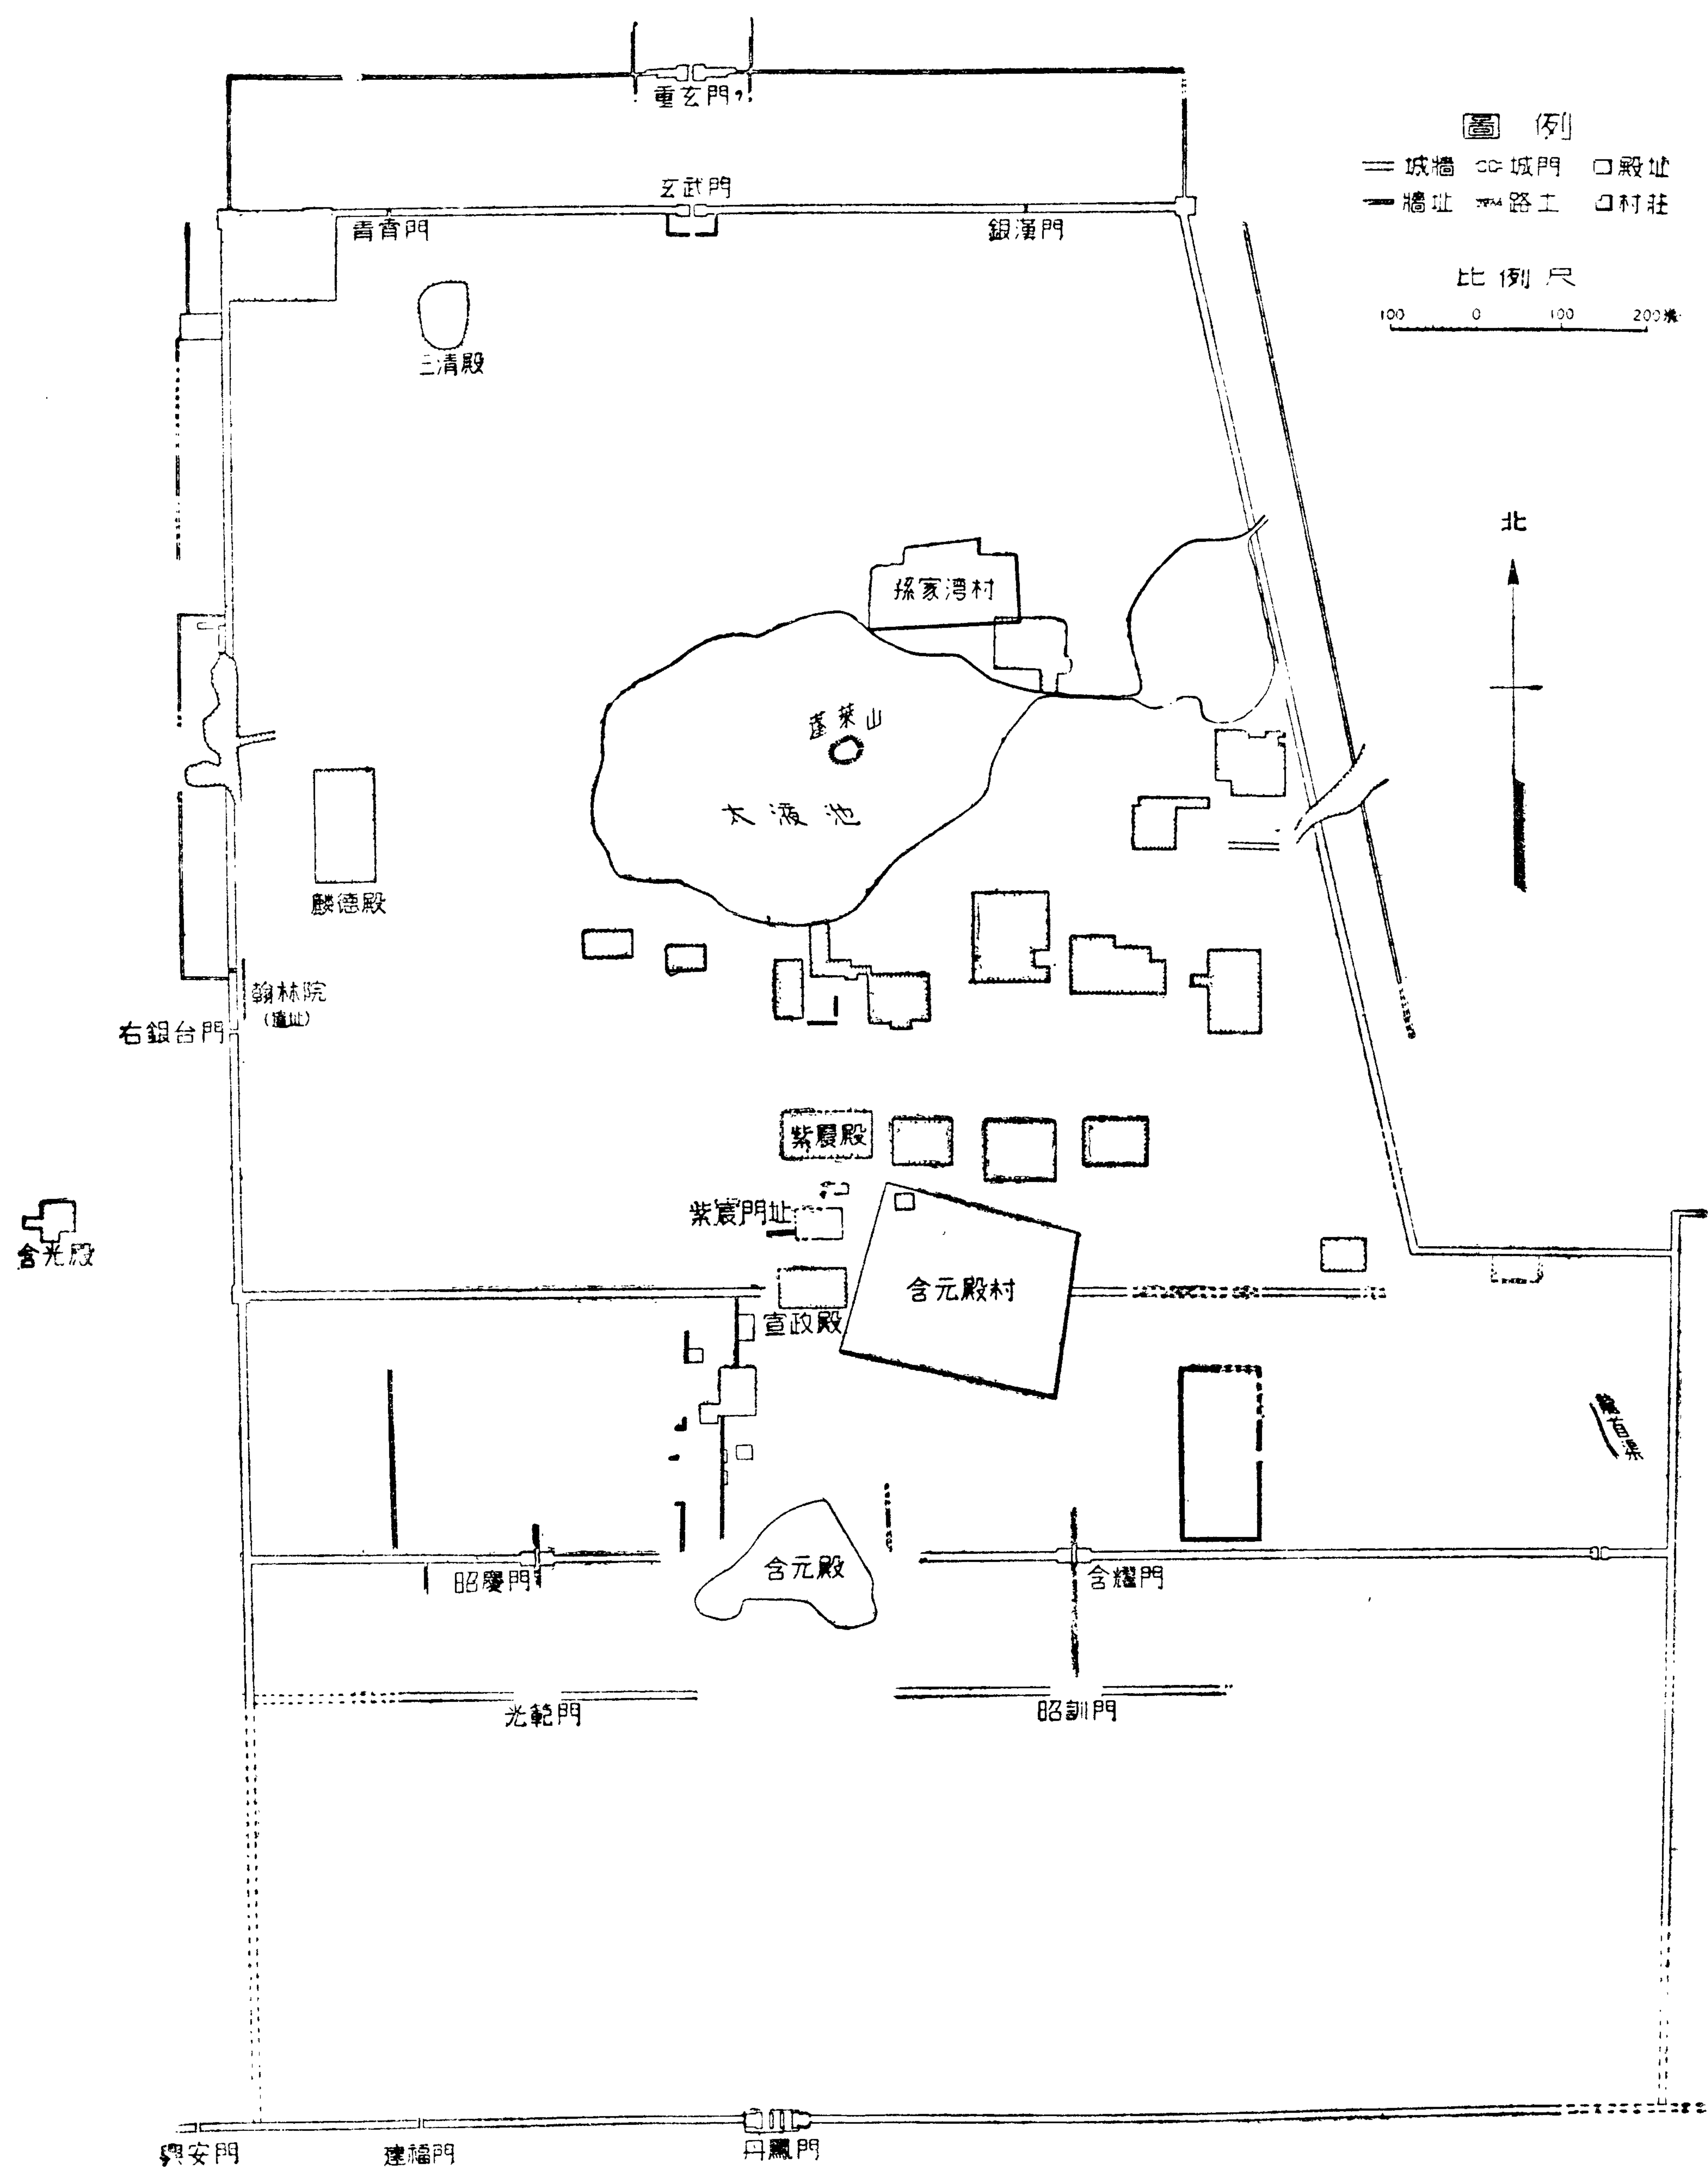 重玄門
圖例
城牆 城門 殿址
牆址 路土 村莊
比例尺
100 0 100 200米
玄武門
青霄門
銀漢門
三清殿
北
孫家湾村
蓬萊山
太液池
麟德殿
翰林院
(遺址)
右銀台門
紫宸殿
紫宸門址
含光殿
含元殿村
宣政殿
龍首渠
含元殿
昭慶門
含耀門
光範門
昭訓門
興安門
建福門
丹鳳門